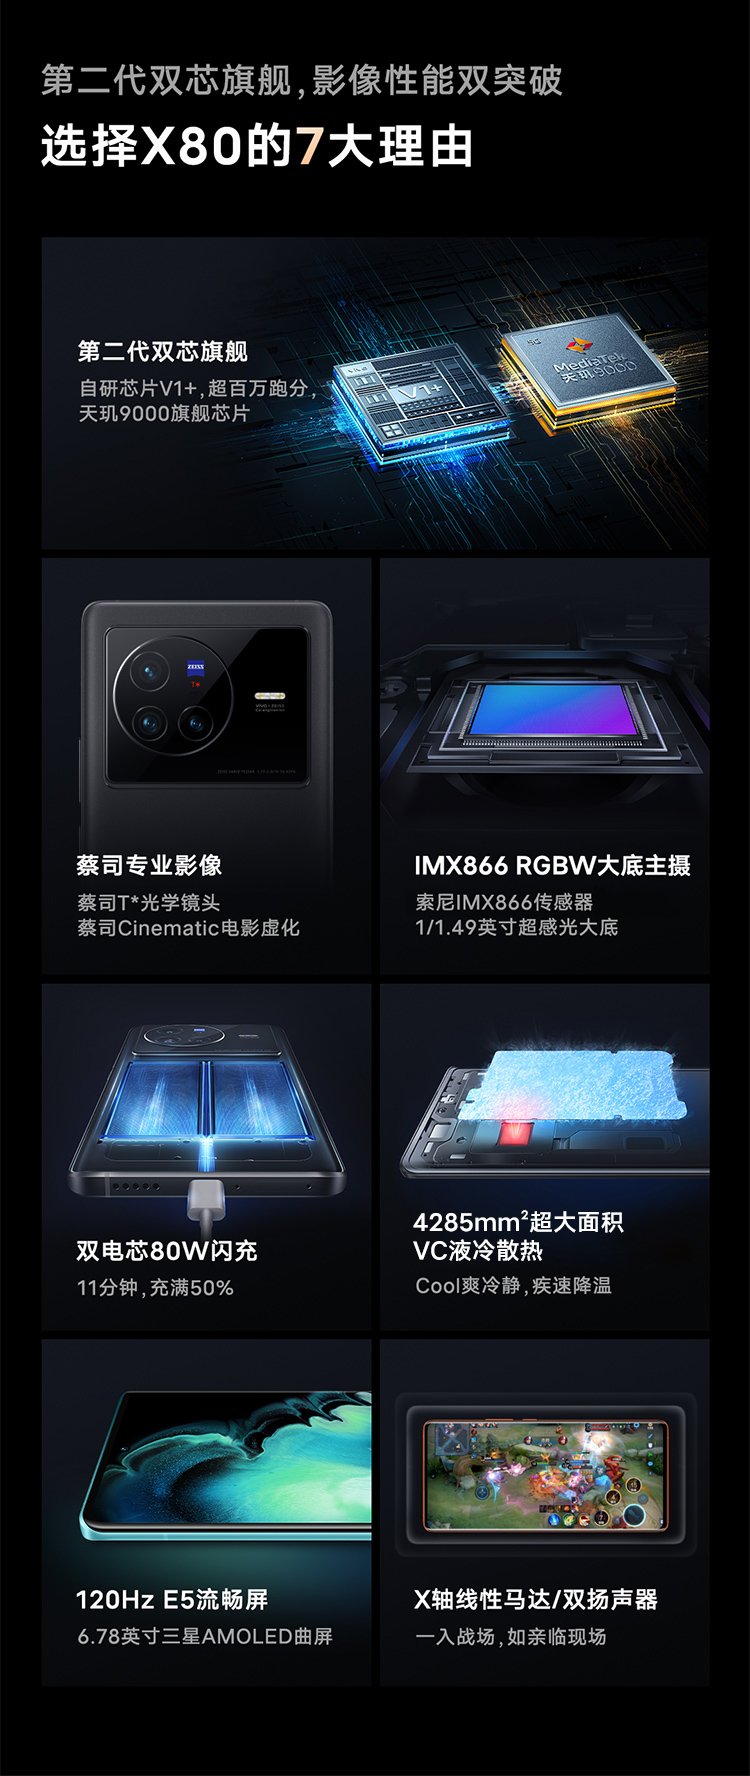 第二代双芯旗舰,影像性能双突破
选择X80的7大理由
第二代双芯旗舰
自研芯片V1+,超百万跑分,
天玑9000旗舰芯片
V1+
5G
MediaTek
天玑9000
ZEISS
T*
vivo | ZEISS
Co-engineered
蔡司专业影像
蔡司T*光学镜头
蔡司Cinematic电影虚化
IMX866 RGBW大底主摄
索尼IMX866传感器
1/1.49英寸超感光大底
双电芯80W闪充
11分钟,充满50%
4285mm²超大面积
VC液冷散热
Cool爽冷静,疾速降温
120Hz E5流畅屏
6.78英寸三星AMOLED曲屏
X轴线性马达/双扬声器
一入战场,如亲临现场